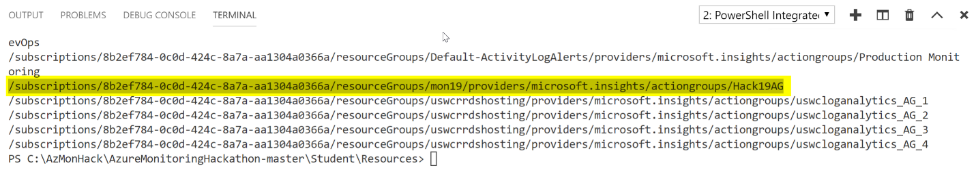 OUTPUT PROBLEMS DEBUG CONSOLE TERMINAL 2: PowerShell Integrate
evOps
/subscriptions/8b2ef784-0c0d-424c-8a7a-aa1304a0366a/resourceGroups/Default-ActivityLogAlerts/providers/microsoft.insights/actiongroups/Production Monit
oring
/subscriptions/8b2ef784-0c0d-424c-8a7a-aa1304a0366a/resourceGroups/mon19/providers/microsoft.insights/actiongroups/Hack19AG
/subscriptions/8b2ef784-0c0d-424c-8a7a-aa1304a0366a/resourceGroups/uswcrrdshosting/providers/microsoft.insights/actiongroups/uswcloganalytics_AG_1
/subscriptions/8b2ef784-0c0d-424c-8a7a-aa1304a0366a/resourceGroups/uswcrrdshosting/providers/microsoft.insights/actiongroups/uswcloganalytics_AG_2
/subscriptions/8b2ef784-0c0d-424c-8a7a-aa1304a0366a/resourceGroups/uswcrrdshosting/providers/microsoft.insights/actiongroups/uswcloganalytics_AG_3
/subscriptions/8b2ef784-0c0d-424c-8a7a-aa1304a0366a/resourceGroups/uswcrrdshosting/providers/microsoft.insights/actiongroups/uswcloganalytics_AG_4
PS C:\AzMonHack\AzureMonitoringHackathon-master\Student\Resources>